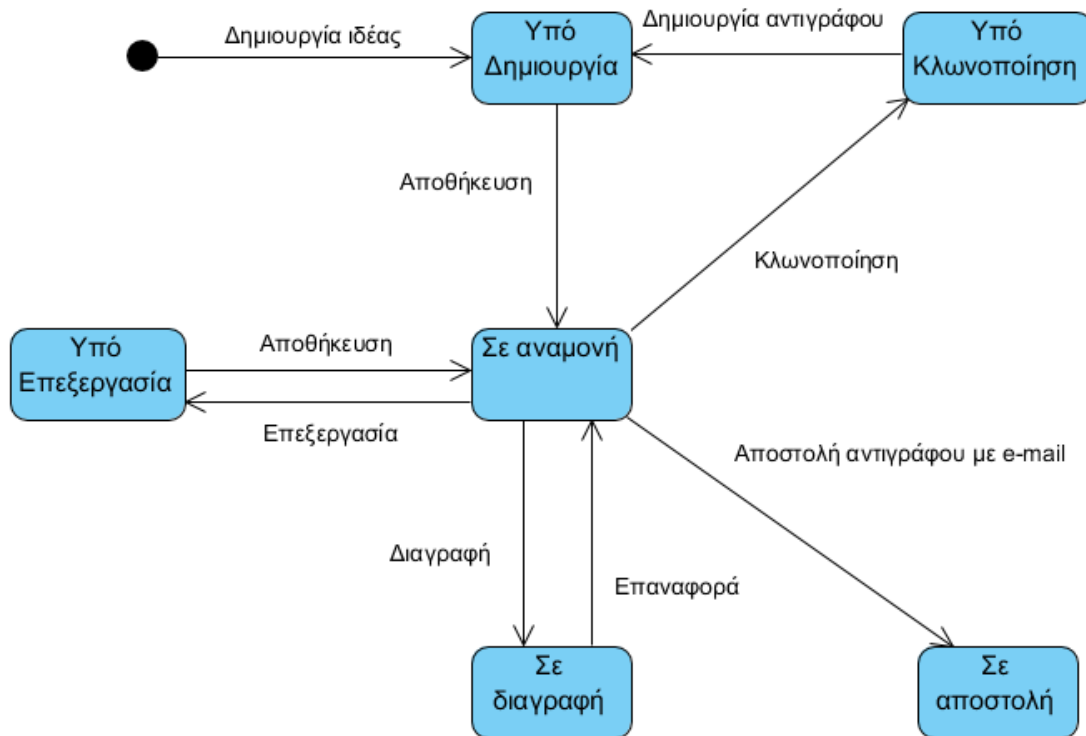 Δημιουργία ιδέας
Υπό
Δημιουργία
Δημιουργία αντιγράφου
Υπό
Κλωνοποίηση
Αποθήκευση
Κλωνοποίηση
Υπό
Επεξεργασία
Αποθήκευση
Σε αναμονή
Επεξεργασία
Αποστολή αντιγράφου με e-mail
Διαγραφή
Επαναφορά
Σε
διαγραφή
Σε
αποστολή